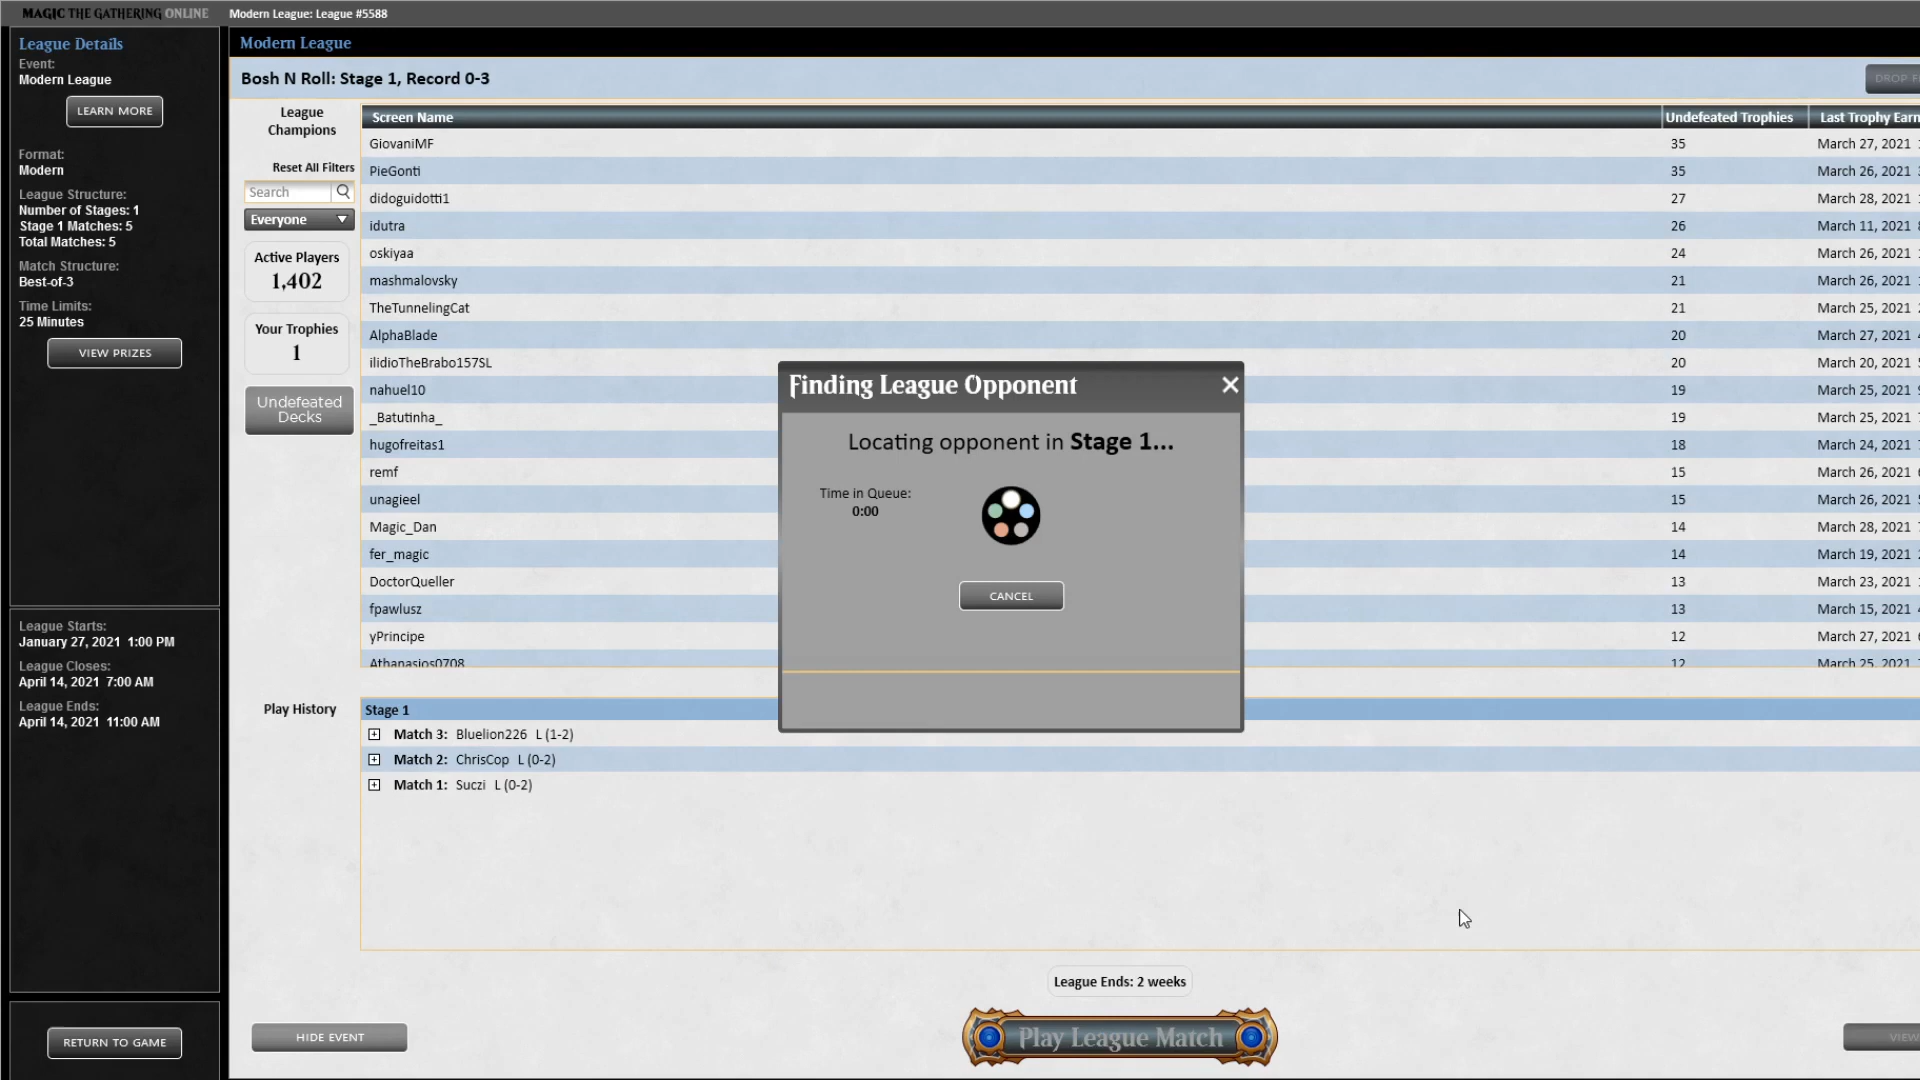 MAGIC THE GATHERING ONLINE
Modern League: League #5588
League Details
Event:
Modern League
LEARN MORE
Format:
Modern
League Structure:
Number of Stages: 1
Stage 1 Matches: 5
Total Matches: 5
Match Structure:
Best-of-3
Time Limits:
25 Minutes
VIEW PRIZES
League Starts:
January 27, 2021 1:00 PM
League Closes:
April 14, 2021 7:00 AM
League Ends:
April 14, 2021 11:00 AM
RETURN TO GAME
Modern League
Bosh N Roll: Stage 1, Record 0-3
DROP
League
Champions
Reset All Filters
Search
Everyone
Active Players
1,402
Your Trophies
1
Undefeated
Decks
Screen Name Undefeated Trophies Last Trophy Earn
GiovaniMF 35 March 27, 2021
PieGonti 35 March 26, 2021
didoguidotti1 27 March 28, 2021
idutra 26 March 11, 2021
oskiyaa 24 March 26, 2021
mashmalovsky 21 March 26, 2021
TheTunnelingCat 21 March 25, 2021
AlphaBlade 20 March 27, 2021
ilidioTheBrabo157SL 20 March 20, 2021
nahuel10 19 March 25, 2021
_Batutinha_ 19 March 25, 2021
hugofreitas1 18 March 24, 2021
remf 15 March 26, 2021
unagieel 15 March 26, 2021
Magic_Dan 14 March 28, 2021
fer_magic 14 March 19, 2021
DoctorQueller 13 March 23, 2021
fpawlusz 13 March 15, 2021
yPrincipe 12 March 27, 2021
Athanasios0708 12 March 25, 2021
Finding League Opponent
Locating opponent in Stage 1...
Time in Queue:
0:00
CANCEL
Play History
Stage 1
Match 3: Bluelion226 L (1-2)
Match 2: ChrisCop L (0-2)
Match 1: Suczi L (0-2)
League Ends: 2 weeks
HIDE EVENT
Play League Match
VIEW